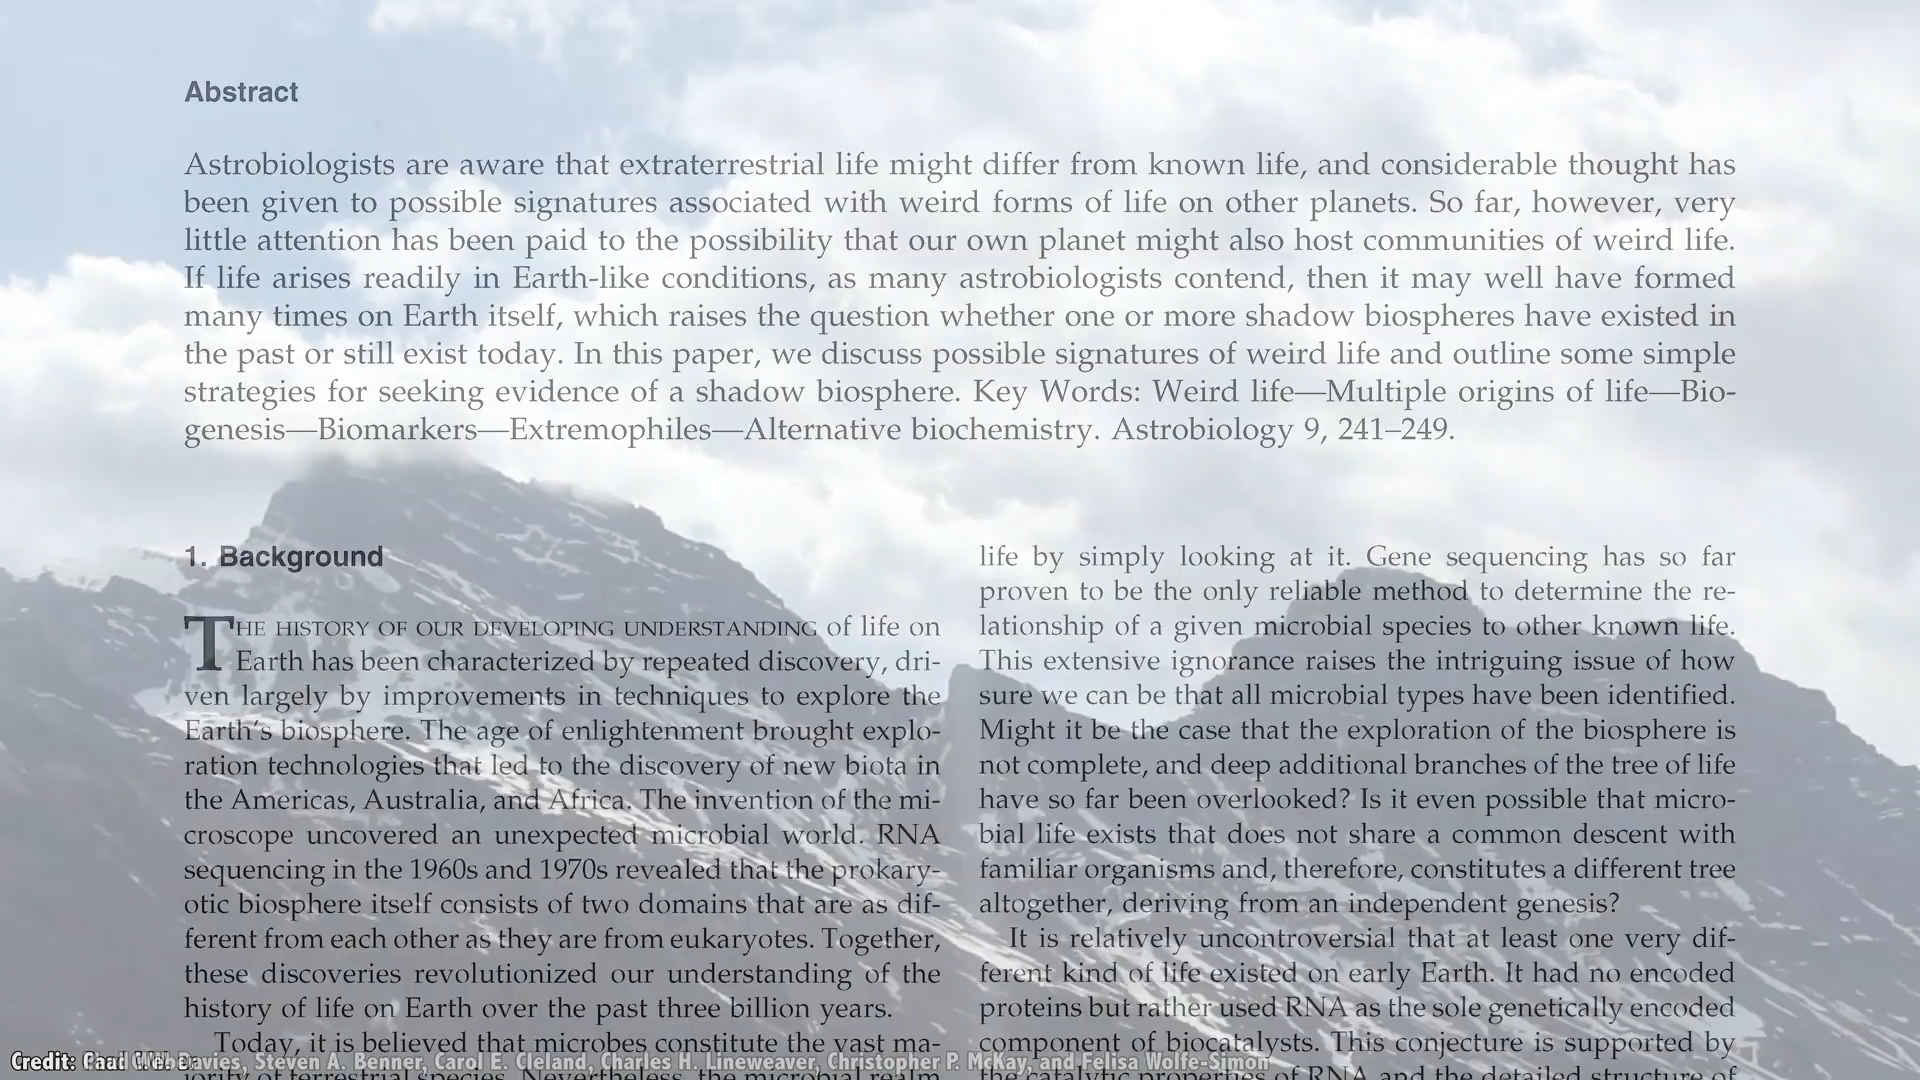 Abstract
Astrobiologists are aware that extraterrestrial life might differ from known life, and considerable thought has
been given to possible signatures associated with weird forms of life on other planets. So far, however, very
little attention has been paid to the possibility that our own planet might also host communities of weird life.
If life arises readily in Earth-like conditions, as many astrobiologists contend, then it may well have formed
many times on Earth itself, which raises the question whether one or more shadow biospheres have existed in
the past or still exist today. In this paper, we discuss possible signatures of weird life and outline some simple
strategies for seeking evidence of a shadow biosphere. Key Words: Weird life—Multiple origins of life—Bio-
genesis—Biomarkers—Extremophiles—Alternative biochemistry. Astrobiology 9, 241–249.
1. Background
THE HISTORY OF OUR DEVELOPING UNDERSTANDING of life on
Earth has been characterized by repeated discovery, dri-
ven largely by improvements in techniques to explore the
Earth's biosphere. The age of enlightenment brought explo-
ration technologies that led to the discovery of new biota in
the Americas, Australia, and Africa. The invention of the mi-
croscope uncovered an unexpected microbial world. RNA
sequencing in the 1960s and 1970s revealed that the prokary-
otic biosphere itself consists of two domains that are as dif-
ferent from each other as they are from eukaryotes. Together,
these discoveries revolutionized our understanding of the
history of life on Earth over the past three billion years.
Today, it is believed that microbes constitute the vast ma-
jority of terrestrial species. Nevertheless, the microbial realm
life by simply looking at it. Gene sequencing has so far
proven to be the only reliable method to determine the re-
lationship of a given microbial species to other known life.
This extensive ignorance raises the intriguing issue of how
sure we can be that all microbial types have been identified.
Might it be the case that the exploration of the biosphere is
not complete, and deep additional branches of the tree of life
have so far been overlooked? Is it even possible that micro-
bial life exists that does not share a common descent with
familiar organisms and, therefore, constitutes a different tree
altogether, deriving from an independent genesis?
It is relatively uncontroversial that at least one very dif-
ferent kind of life existed on early Earth. It had no encoded
proteins but rather used RNA as the sole genetically encoded
component of biocatalysts. This conjecture is supported by
the catalytic properties of RNA and the detailed structure of
Credit: Davies, Steven A. Benner, Carol E. Cleland, Charles H. Lineweaver, Christopher P. McKay, and Felisa Wolfe-Simon